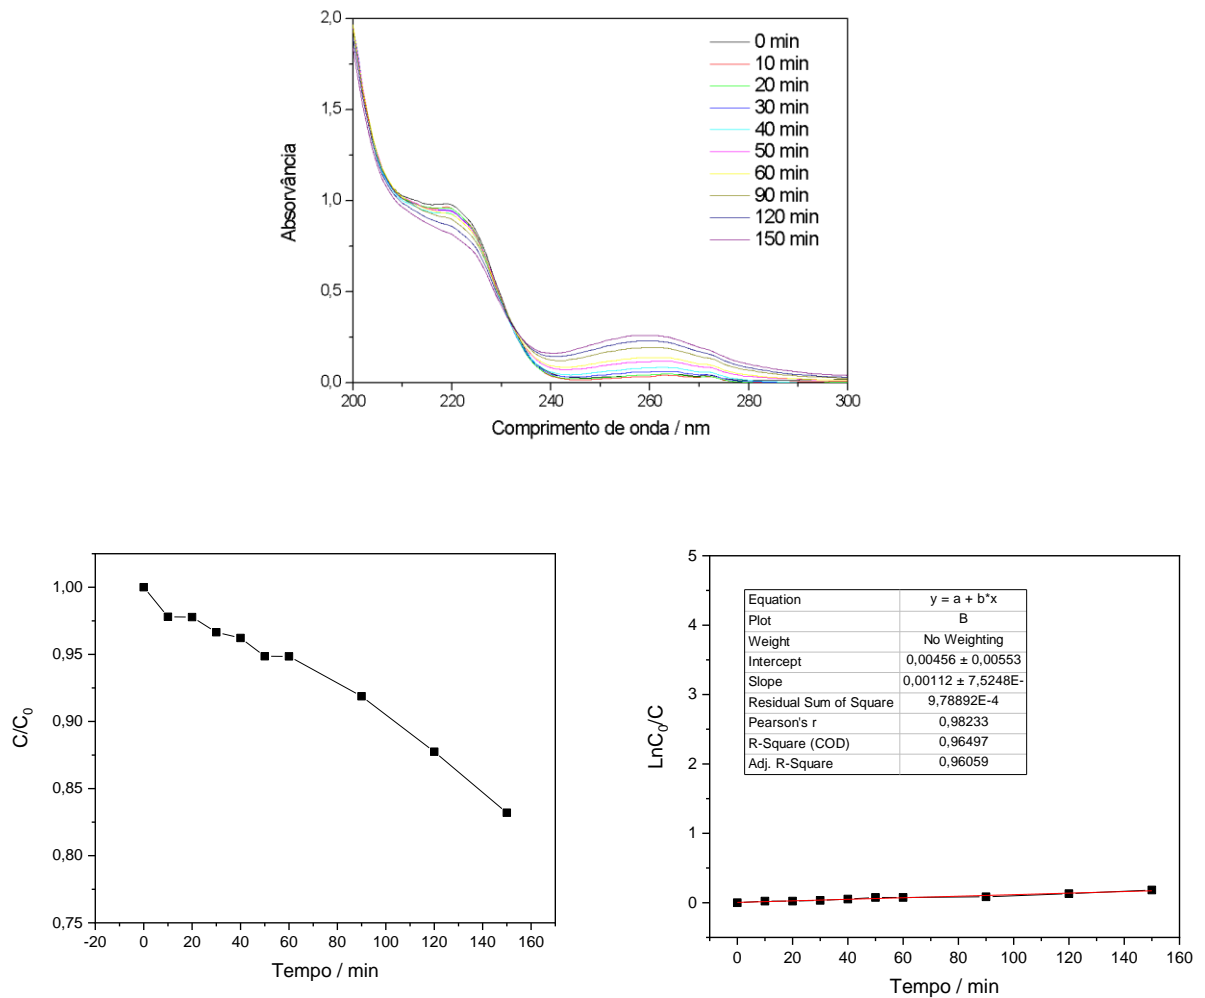 2,0
1,5
1,0
0,5
0,0
Absorvância
200 220 240 260 280 300
Comprimento de onda / nm
0 min
10 min
20 min
30 min
40 min
50 min
60 min
90 min
120 min
150 min
1,00
0,95
0,90
0,85
0,80
0,75
C/C0
-20 0 20 40 60 80 100 120 140 160
Tempo / min
5
4
3
2
1
0
LnC0/C
Equation y = a + b*x
Plot B
Weight No Weighting
Intercept 0,00456 ± 0,00553
Slope 0,00112 ± 7,5248E-
Residual Sum of Square 9,78892E-4
Pearson's r 0,98233
R-Square (COD) 0,96497
Adj. R-Square 0,96059
0 20 40 60 80 100 120 140 160
Tempo / min